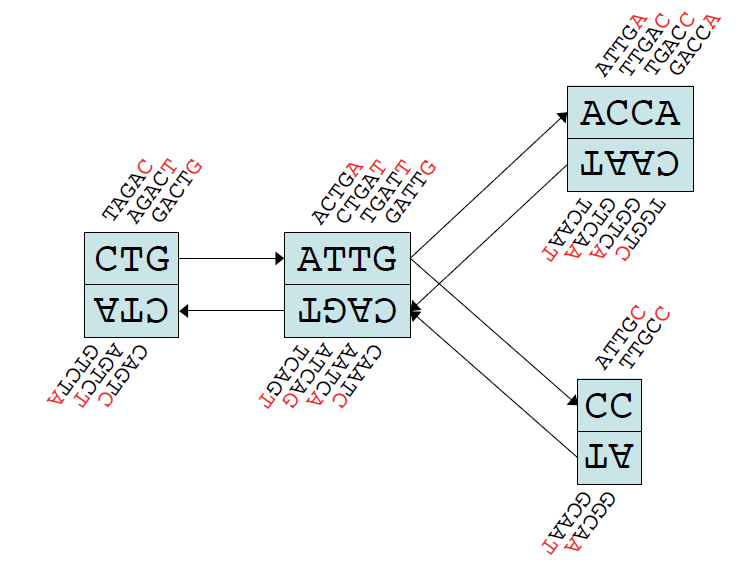 ATTGA
TTGAC
TGACC
GACCA
ACCA
CAAT
TCAAT
GTCAA
GGTCA
TGGTC
TAGAC
AGACT
GACTG
CTG
CTA
GTCTA
AGTCT
CAGTC
ACTGA
CTGAT
TGATT
GATTG
ATTG
CAGT
TCAGT
ATCAG
AATCA
CAATC
ATTGC
TTGCC
CC
AT
GCAAT
GGCAA